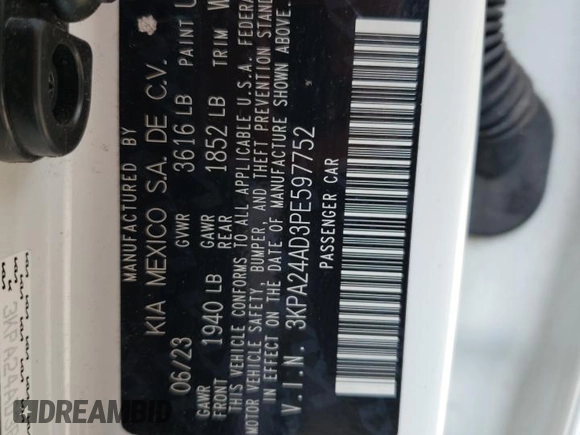 MANUFACTURED BY
KIA MEXICO S.A. DE C.V.
06/23 GVWR 3616 LB PAINT U
GAWR FRONT 1940 LB GAWR REAR 1852 LB TRIM W
THIS VEHICLE CONFORMS TO ALL APPLICABLE U.S.A. FEDERA
MOTOR VEHICLE SAFETY, BUMPER, AND THEFT PREVENTION STAND
IN EFFECT ON THE DATE OF MANUFACTURE SHOWN ABOVE.
V.I.N. 3KPA24AD3PE597752
PASSENGER CAR
DREAMBID